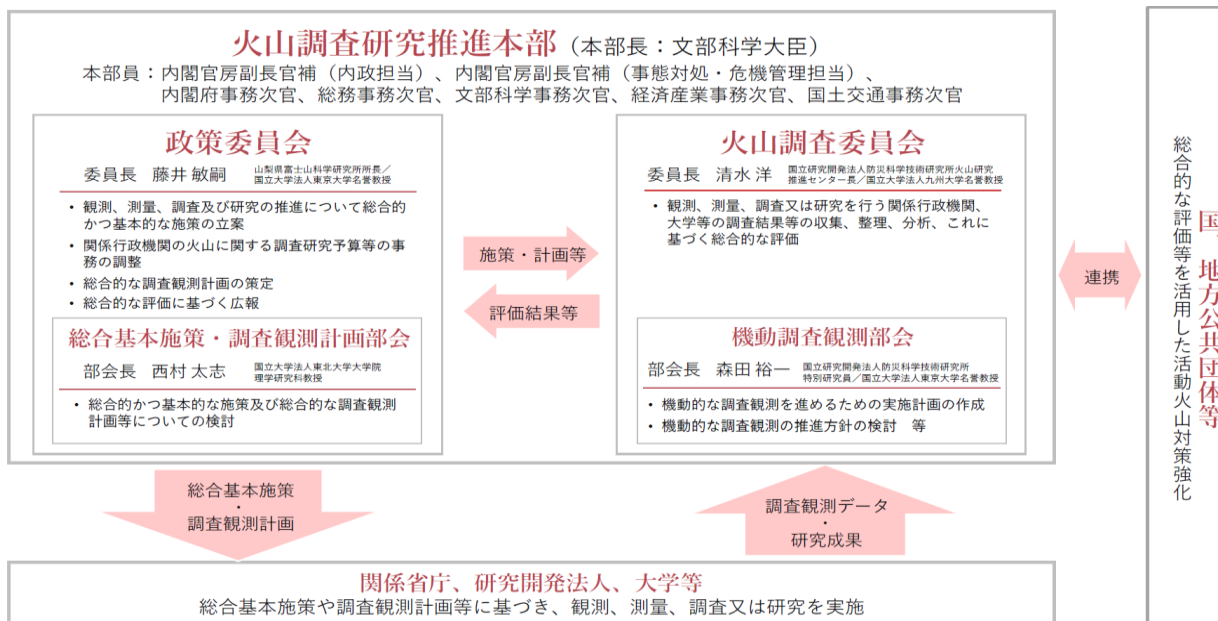 火山調査研究推進本部（本部長：文部科学大臣）
本部員：内閣官房副長官補（内政担当）、内閣官房副長官補（事態対処・危機管理担当）、
内閣府事務次官、総務事務次官、文部科学事務次官、経済産業事務次官、国土交通事務次官
政策委員会
委員長 藤井 敏嗣 山梨県富士山科学研究所所長／
国立大学法人東京大学名誉教授
・ 観測、測量、調査及び研究の推進について総合的
かつ基本的な施策の立案
・ 関係行政機関の火山に関する調査研究予算等の事
務の調整
・ 総合的な調査観測計画の策定
・ 総合的な評価に基づく広報
総合基本施策・調査観測計画部会
部会長 西村 太志 国立大学法人東北大学大学院
理学研究科教授
・ 総合的かつ基本的な施策及び総合的な調査観測
計画等についての検討
施策・計画等
評価結果等
火山調査委員会
委員長 清水 洋 国立研究開発法人防災科学技術研究所火山研究
推進センター長／国立大学法人九州大学名誉教授
・ 観測、測量、調査又は研究を行う関係行政機関、
大学等の調査結果等の収集、整理、分析、これに
基づく総合的な評価
機動調査観測部会
部会長 森田 裕一 国立研究開発法人防災科学技術研究所
特別研究員／国立大学法人東京大学名誉教授
・ 機動的な調査観測を進めるための実施計画の作成
・ 機動的な調査観測の推進方針の検討 等
連携
国、地方公共団体等
総合的な評価等を活用した活動火山対策強化
総合基本施策
・
調査観測計画
調査観測データ
・
研究成果
関係省庁、研究開発法人、大学等
総合基本施策や調査観測計画等に基づき、観測、測量、調査又は研究を実施